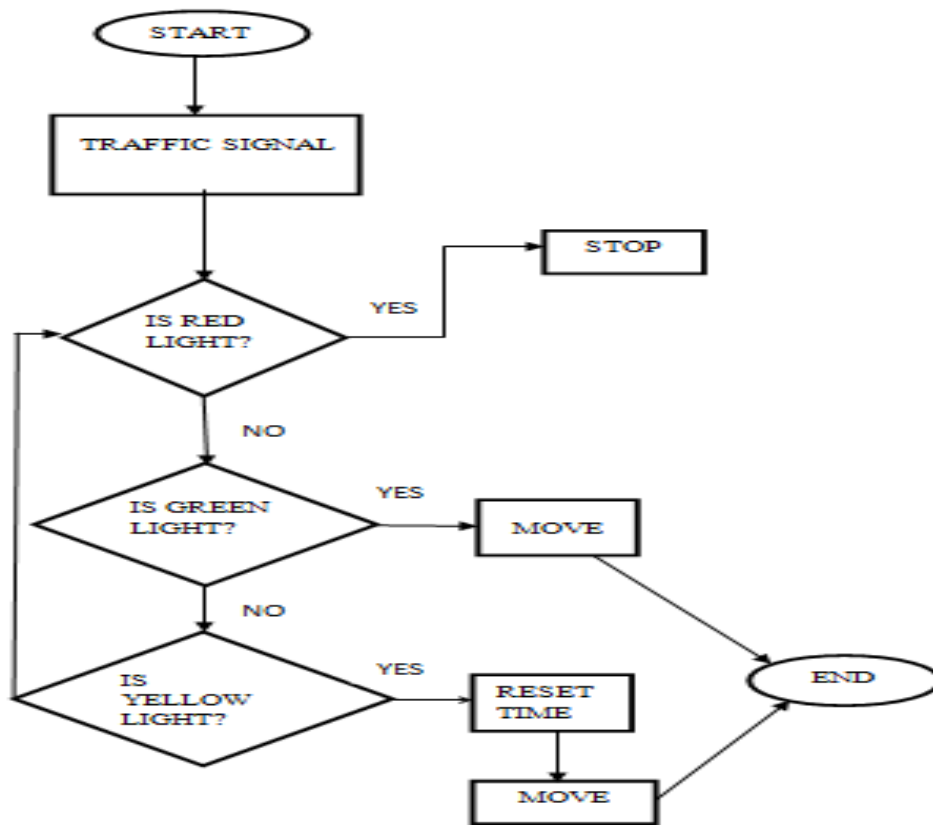 START
TRAFFIC SIGNAL
STOP
YES
IS RED
LIGHT?
NO
YES
IS GREEN
LIGHT?
MOVE
NO
YES
IS
YELLOW
LIGHT?
RESET
TIME
END
MOVE